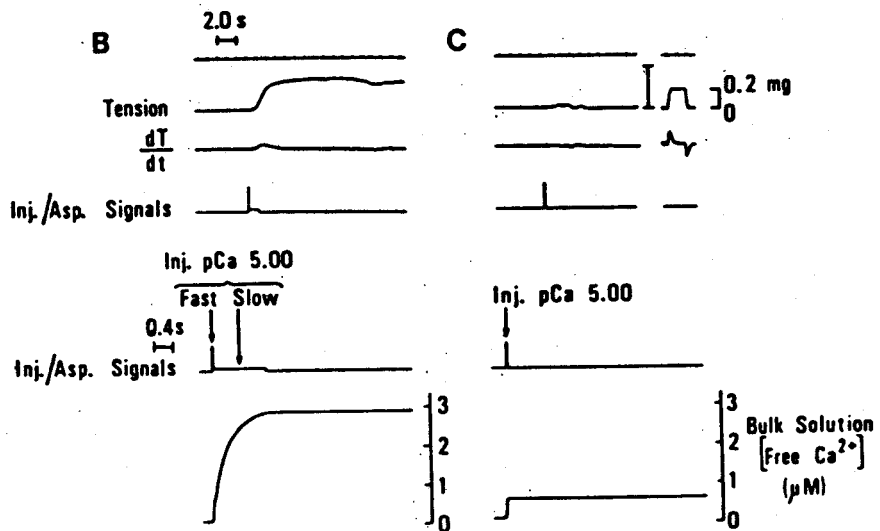 B
2.0 s
C
Tension
0.2 mg
0
dT
dt
Inj./Asp. Signals
Inj. pCa 5.00
Fast Slow
0.4s
Inj./Asp. Signals
Inj. pCa 5.00
3
2
1
0
3
2
1
0
Bulk Solution
[Free Ca²⁺]
(μM)